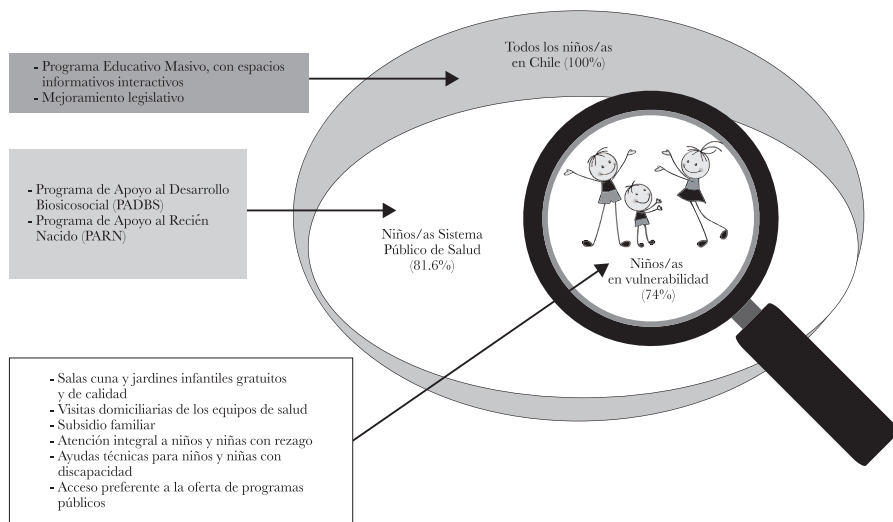 - Programa Educativo Masivo, con espacios
informativos interactivos
- Mejoramiento legislativo
Todos los niños/as
en Chile (100%)
- Programa de Apoyo al Desarrollo
Biosicosocial (PADBS)
- Programa de Apoyo al Recién
Nacido (PARN)
Niños/as Sistema
Público de Salud
(81.6%)
Niños/as
en vulnerabilidad
(74%)
- Salas cuna y jardines infantiles gratuitos
y de calidad
- Visitas domiciliarias de los equipos de salud
- Subsidio familiar
- Atención integral a niños y niñas con rezago
- Ayudas técnicas para niños y niñas con
discapacidad
- Acceso preferente a la oferta de programas
públicos